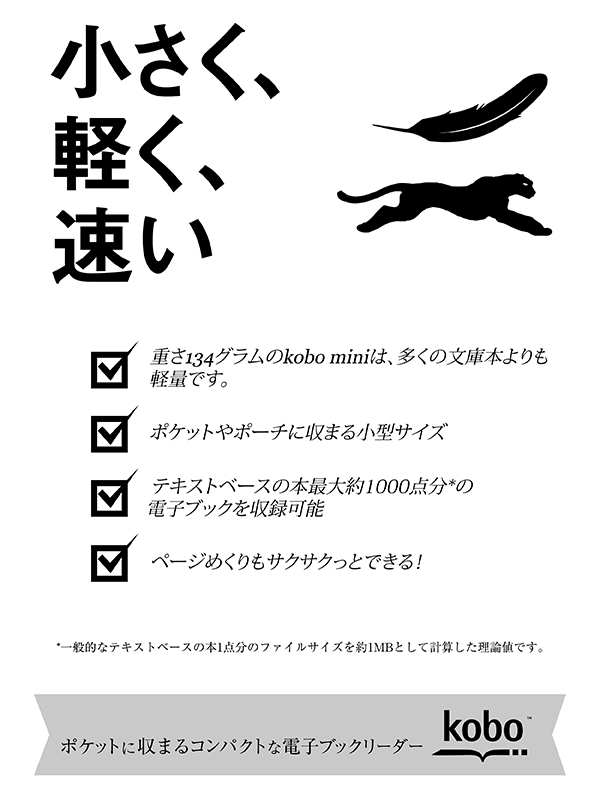 小さく、
軽く、
速い
重さ134グラムのkobo miniは、多くの文庫本よりも
軽量です。
ポケットやポーチに収まる小型サイズ
テキストベースの本最大約1000点分*の
電子ブックを収録可能
ページめくりもサクサクっとできる!
*一般的なテキストベースの本1点分のファイルサイズを約1MBとして計算した理論値です。
ポケットに収まるコンパクトな電子ブックリーダー
kobo™